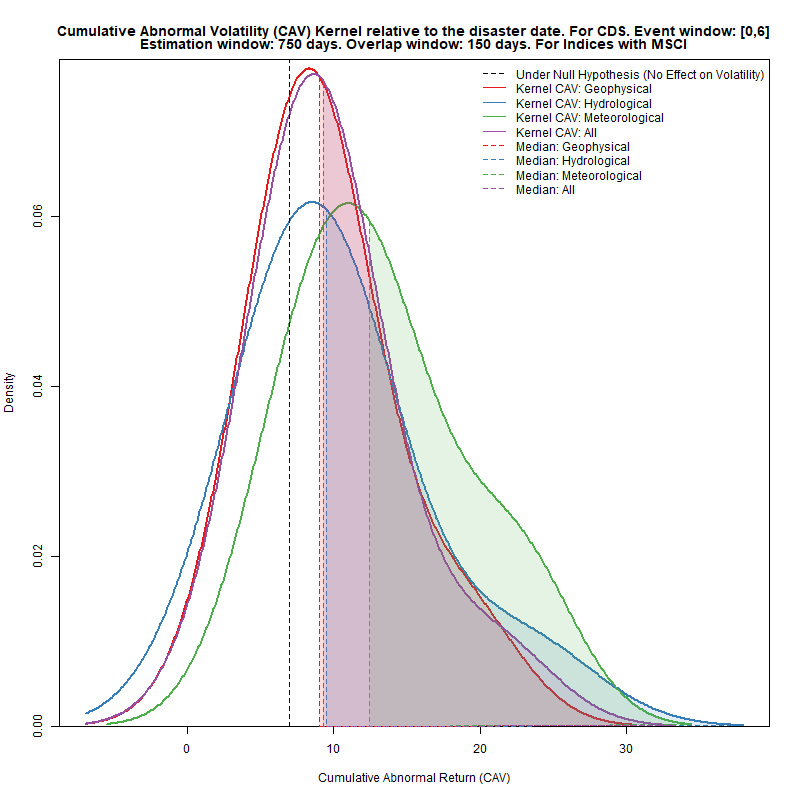 Cumulative Abnormal Volatility (CAV) Kernel relative to the disaster date. For CDS. Event window: [0,6]
Estimation window: 750 days. Overlap window: 150 days. For Indices with MSCI
Under Null Hypothesis (No Effect on Volatility)
Kernel CAV: Geophysical
Kernel CAV: Hydrological
Kernel CAV: Meteorological
Kernel CAV: All
Median: Geophysical
Median: Hydrological
Median: Meteorological
Median: All
Density
0.06
0.04
0.02
0.00
0 10 20 30
Cumulative Abnormal Return (CAV)